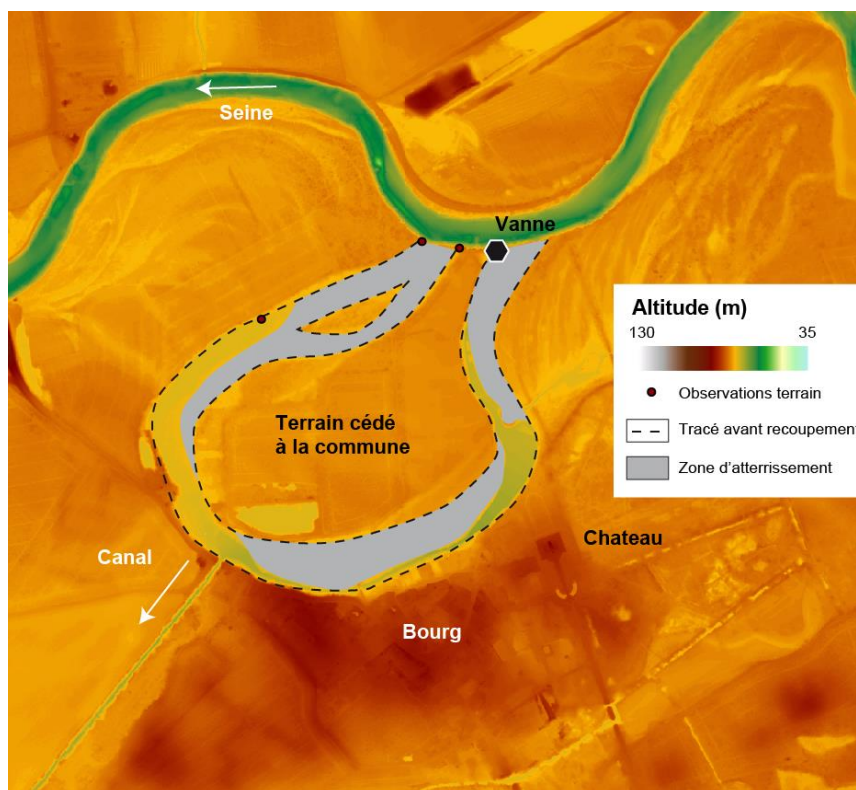 Seine
Vanne
Altitude (m)
130
35
Observations terrain
Tracé avant recoupement
Zone d'atterrissement
Terrain cédé
à la commune
Chateau
Canal
Bourg